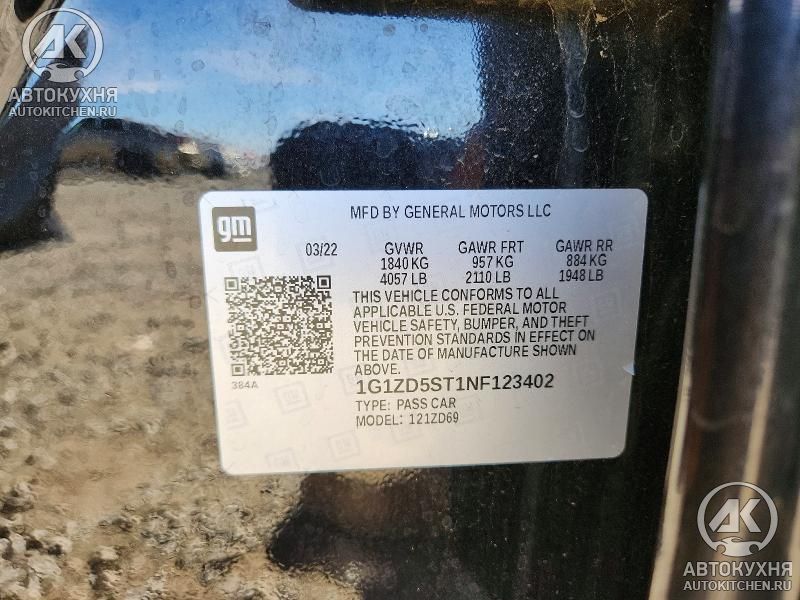 АК
АВТОКУХНЯ
AUTOKITCHEN.RU
gm
MFD BY GENERAL MOTORS LLC
03/22 GVWR GAWR FRT GAWR RR
1840 KG 957 KG 884 KG
4057 LB 2110 LB 1948 LB
THIS VEHICLE CONFORMS TO ALL
APPLICABLE U.S. FEDERAL MOTOR
VEHICLE SAFETY, BUMPER, AND THEFT
PREVENTION STANDARDS IN EFFECT ON
THE DATE OF MANUFACTURE SHOWN
ABOVE.
384A
1G1ZD5ST1NF123402
TYPE: PASS CAR
MODEL: 121ZD69
АК
АВТОКУХНЯ
AUTOKITCHEN.RU